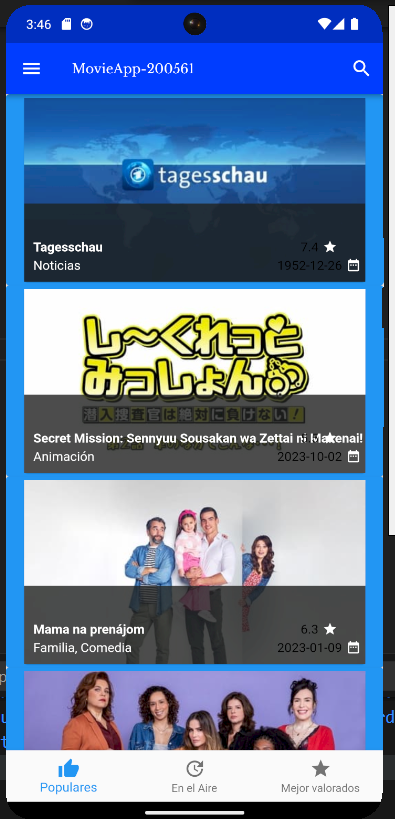 3:46
MovieApp-200561
tagesschau
Tagesschau
7.4
Noticias
1952-12-26
し〜くれっと
みっしょん
潜入捜査官は絶対に負けない!
Secret Mission: Sennyuu Sousakan wa Zettai ni Makenai!
Animación
2023-10-02
Mama na prenájom
6.3
Familia, Comedia
2023-01-09
Populares
En el Aire
Mejor valorados